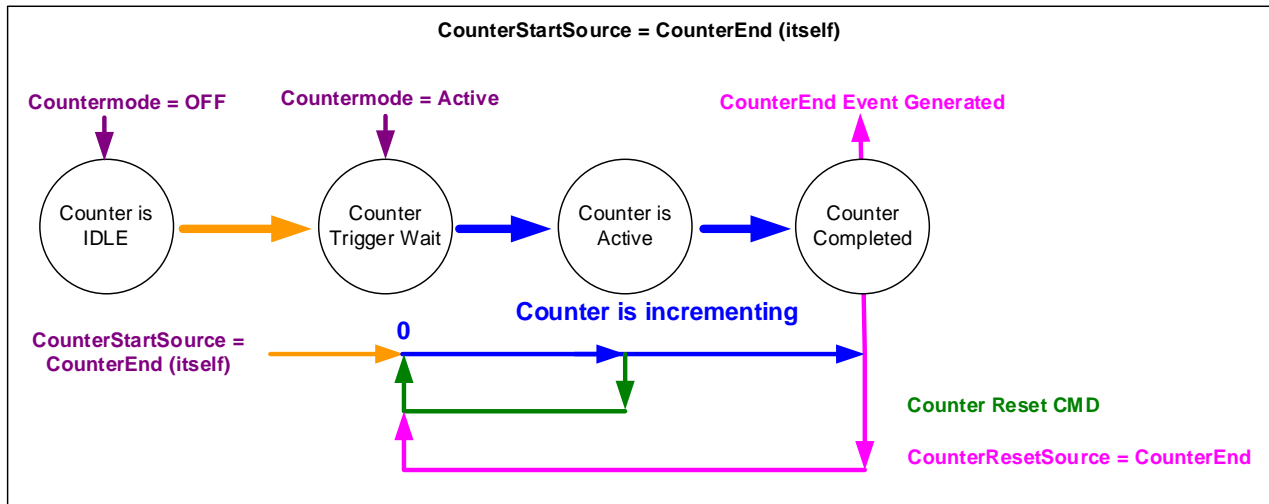 CounterStartSource = CounterEnd (itself)
Countermode = OFF
Countermode = Active
CounterEnd Event Generated
Counter is
IDLE
Counter
Trigger Wait
Counter is
Active
Counter
Completed
Counter is incrementing
CounterStartSource =
CounterEnd (itself)
0
Counter Reset CMD
CounterResetSource = CounterEnd